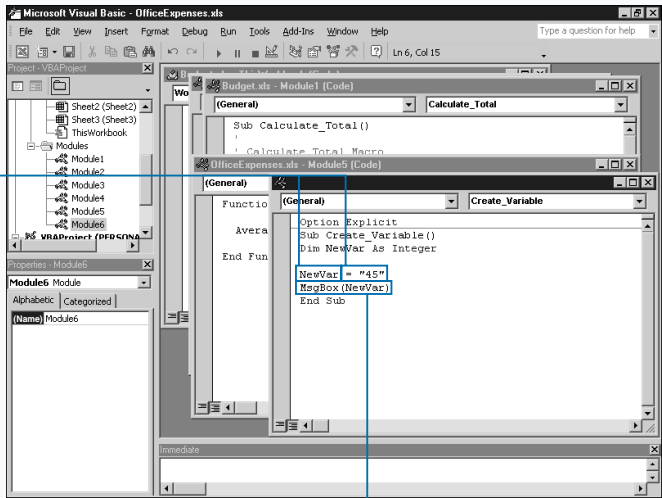 Microsoft Visual Basic - OfficeExpenses.xls
File Edit View Insert Format Debug Run Tools Add-Ins Window Help
Type a question for help
Ln 6, Col 15
Project - VBAProject
Sheet2 (Sheet2)
Sheet3 (Sheet3)
ThisWorkbook
Modules
Module1
Module2
Module3
Module4
Module5
Module6
VBAProject (PERSONA
Properties - Module6
Module6 Module
Alphabetic Categorized
(Name) Module6
Wo
Budget.xls - Module1 (Code)
(General) Calculate_Total
Sub Calculate_Total()
'
' Calculate_Total Macro
OfficeExpenses.xls - Module5 (Code)
(General)
Functio
Avera
End Fun
(General) Create_Variable
Option Explicit
Sub Create_Variable()
Dim NewVar As Integer
NewVar = "45"
MsgBox(NewVar)
End Sub
Immediate